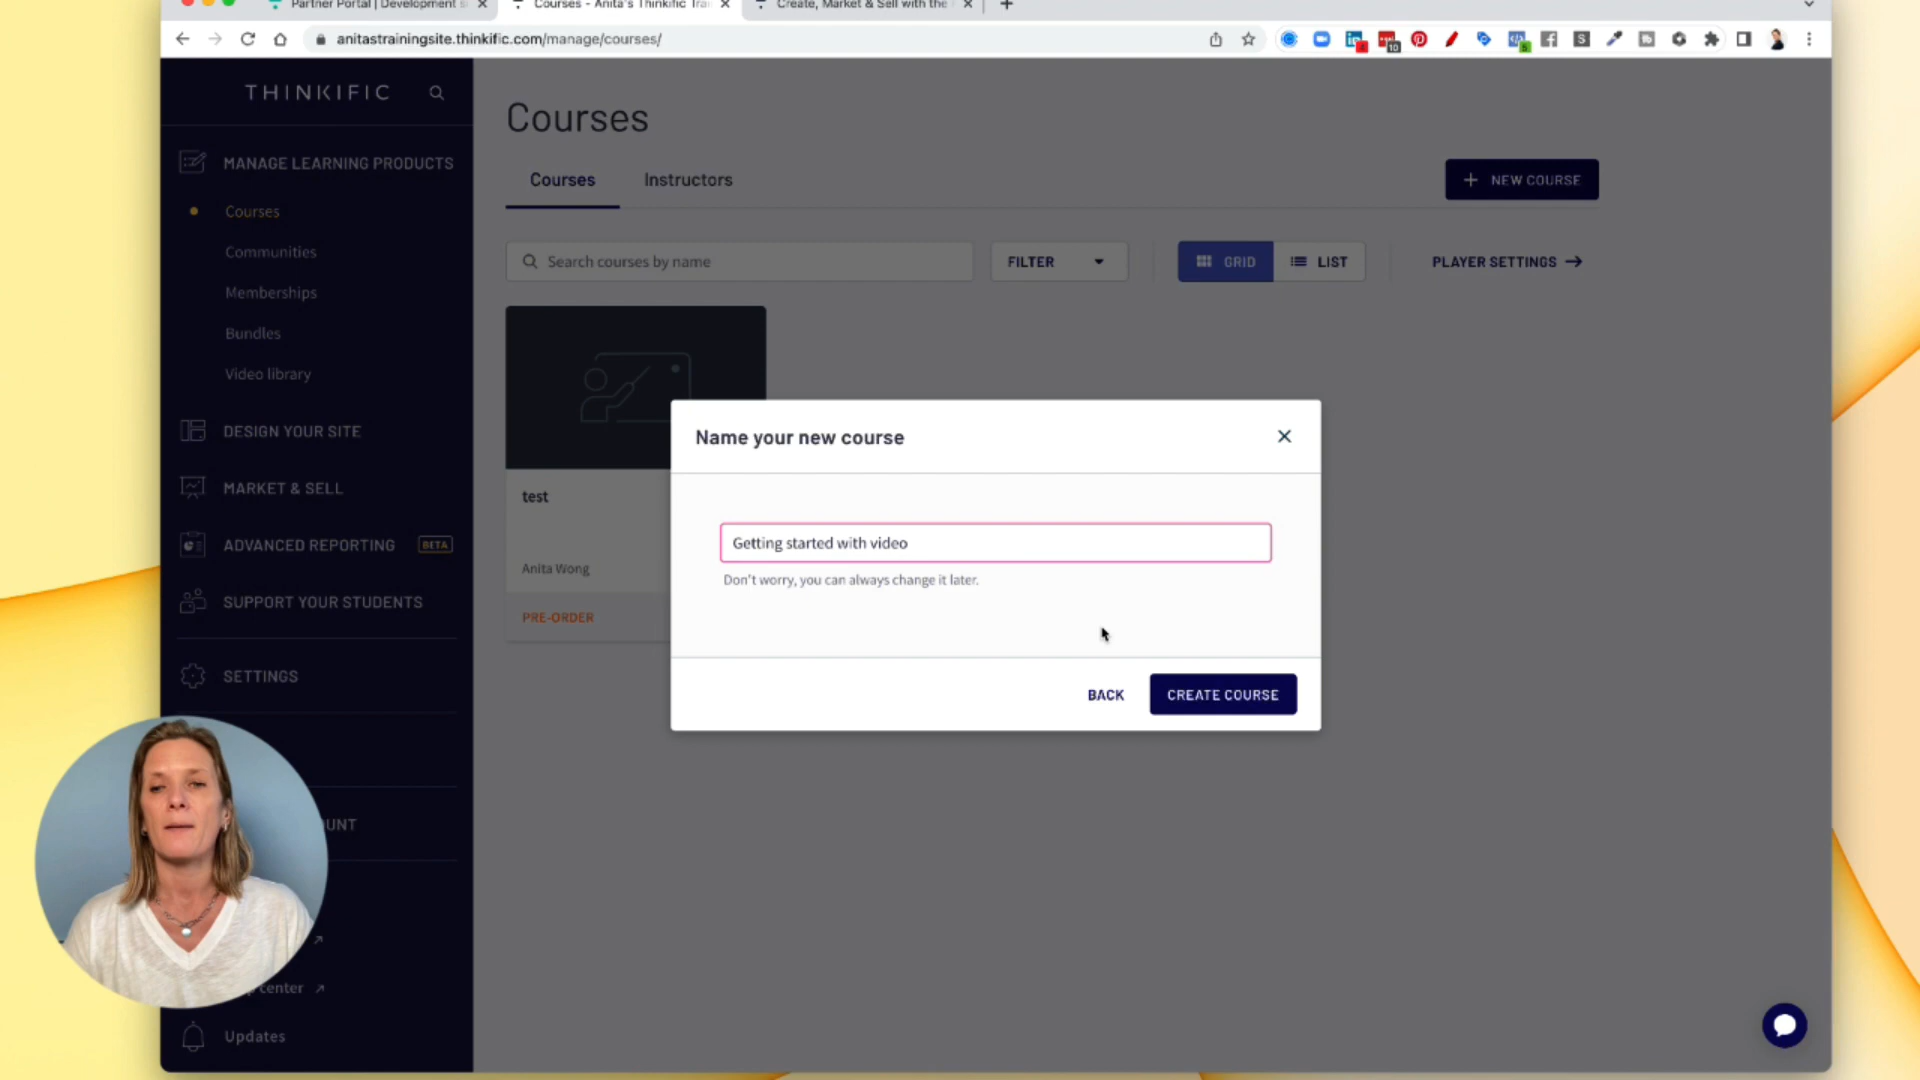 Partner Portal | Development s
Courses - Anita's Thinkific Trai
Create, Market & Sell with the
anitastrainingsite.thinkific.com/manage/courses/
10
S
THINKIFIC
MANAGE LEARNING PRODUCTS
Courses
Communities
Memberships
Bundles
Video library
DESIGN YOUR SITE
MARKET & SELL
ADVANCED REPORTING BETA
SUPPORT YOUR STUDENTS
SETTINGS
UNT
center
Updates
Courses
Courses
Instructors
+ NEW COURSE
Search courses by name
FILTER
GRID
LIST
PLAYER SETTINGS
test
Anita Wong
PRE-ORDER
Name your new course
Getting started with video
Don't worry, you can always change it later.
BACK
CREATE COURSE